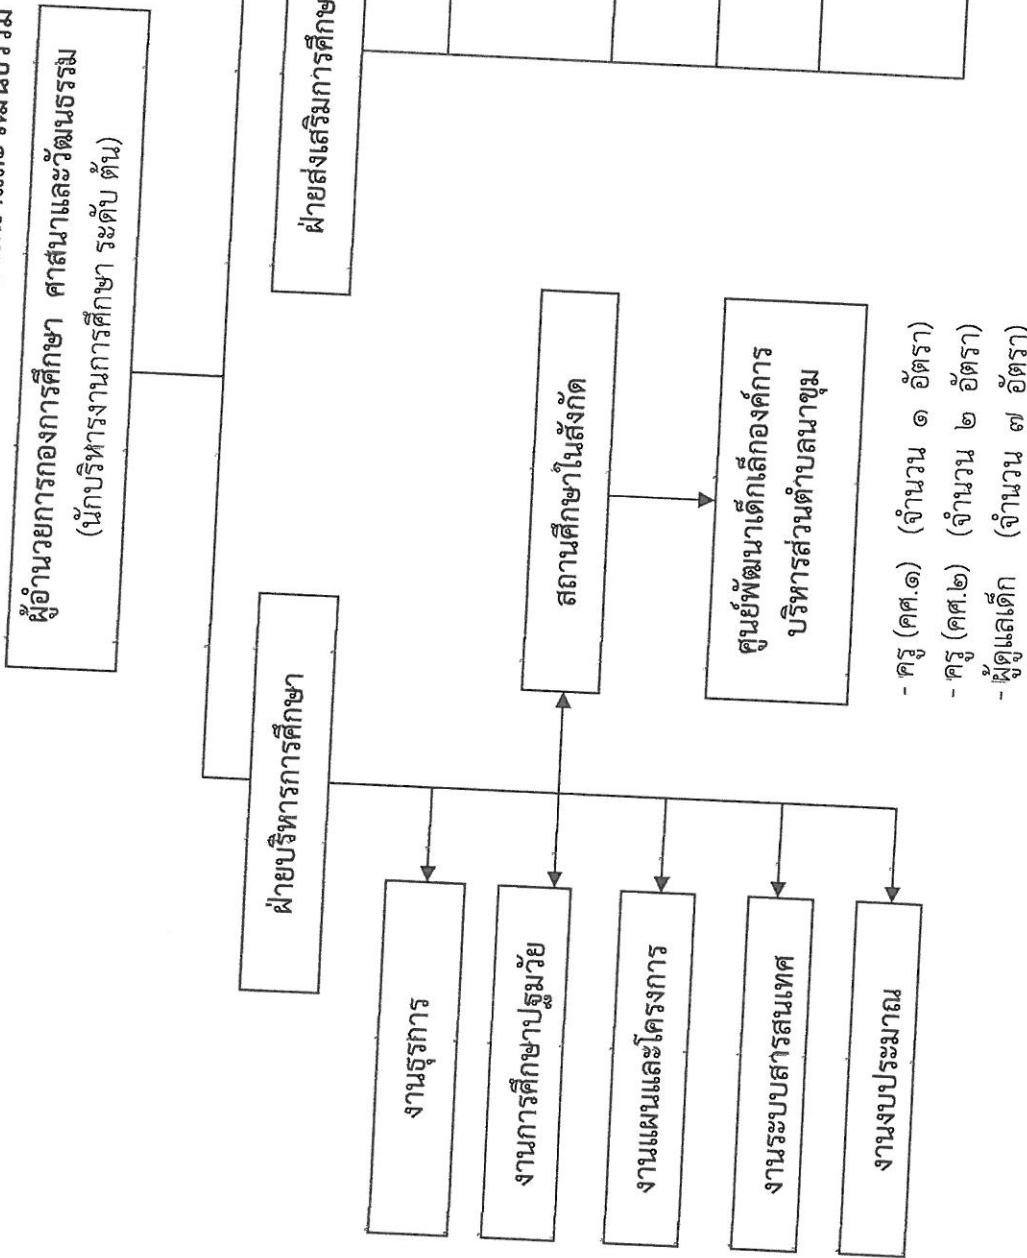 ผู้อำนวยการกองการศึกษา ศาสนาและวัฒนธรรม
(นักบริหารงานการศึกษา ระดับ ต้น)
ฝ่ายบริหารการศึกษา
ฝ่ายส่งเสริมการศึกษ
งานธุรการ
งานการศึกษาปฐมวัย
งานแผนและโครงการ
งานระบบสารสนเทศ
งานงบประมาณ
สถานศึกษาในสังกัด
ศูนย์พัฒนาเด็กเล็กองค์การ
บริหารส่วนตำบลนาขุม
- ครู (คศ.๑) (จำนวน ๑ อัตรา)
- ครู (คศ.๒) (จำนวน ๒ อัตรา)
- ผู้ดูแลเด็ก (จำนวน ๗ อัตรา)